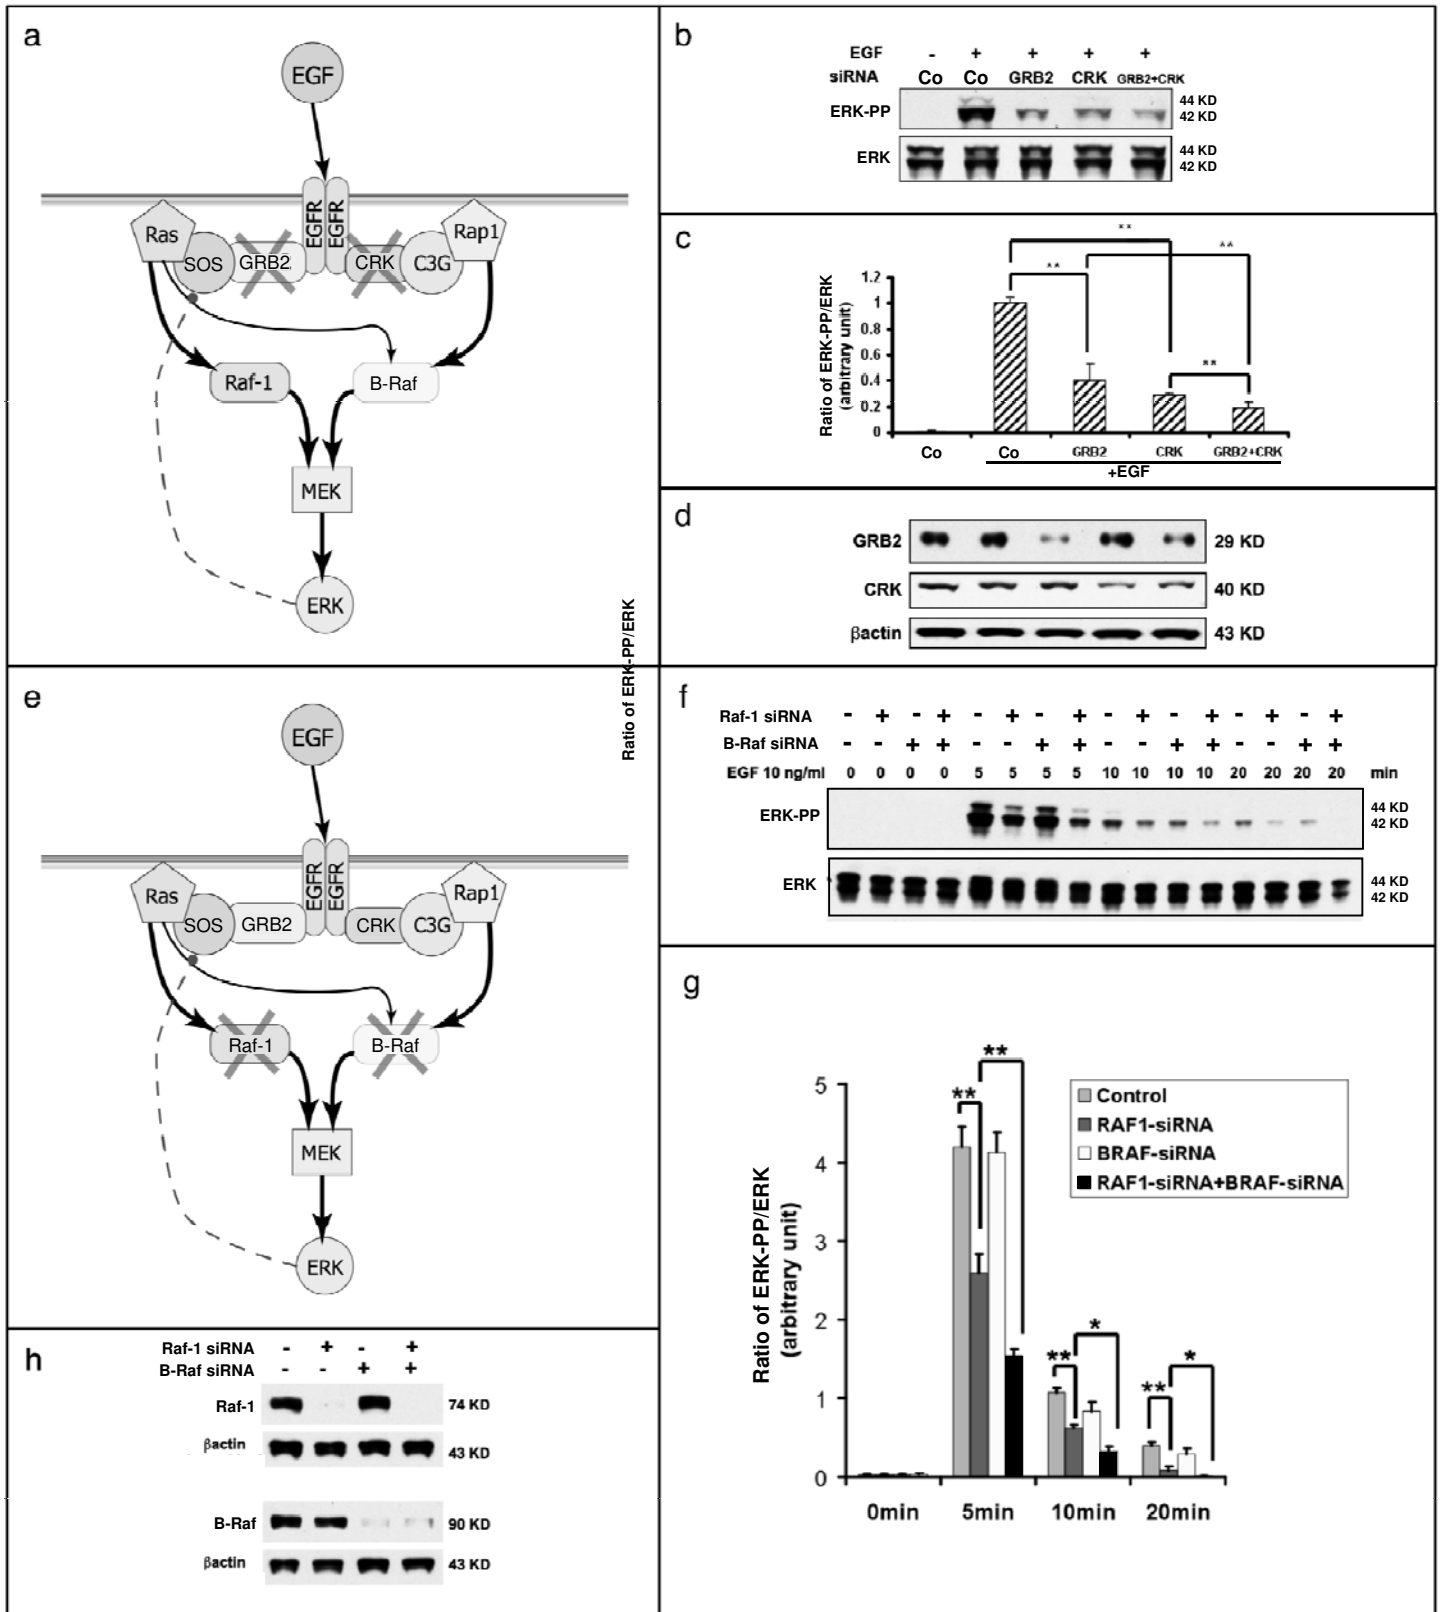 a
EGF
EGFR
EGFR
Ras
Rap1
SOS
GRB2
CRK
C3G
Raf-1
B-Raf
MEK
ERK
b
EGF - + + + +
siRNA Co Co GRB2 CRK GRB2+CRK
ERK-PP
44 KD
42 KD
ERK
44 KD
42 KD
c
Ratio of ERK-PP/ERK
(arbitrary unit)
1.2
1
0.8
0.6
0.4
0.2
0
**
**
**
**
Co Co GRB2 CRK GRB2+CRK
+EGF
d
GRB2 29 KD
CRK 40 KD
βactin 43 KD
Ratio of ERK-PP/ERK
e
EGF
EGFR
EGFR
Ras
Rap1
SOS
GRB2
CRK
C3G
Raf-1
B-Raf
MEK
ERK
f
Raf-1 siRNA - + - + - + - + - + - + - + - +
B-Raf siRNA - - + + - - + + - - + + - - + +
EGF 10 ng/ml 0 0 0 0 5 5 5 5 10 10 10 10 20 20 20 20 min
ERK-PP
44 KD
42 KD
ERK
44 KD
42 KD
g
Ratio of ERK-PP/ERK
(arbitrary unit)
5
4
3
2
1
0
**
**
**
*
**
*
Control
RAF1-siRNA
BRAF-siRNA
RAF1-siRNA+BRAF-siRNA
0min 5min 10min 20min
h
Raf-1 siRNA - + - +
B-Raf siRNA - - + +
Raf-1 74 KD
βactin 43 KD
B-Raf 90 KD
βactin 43 KD